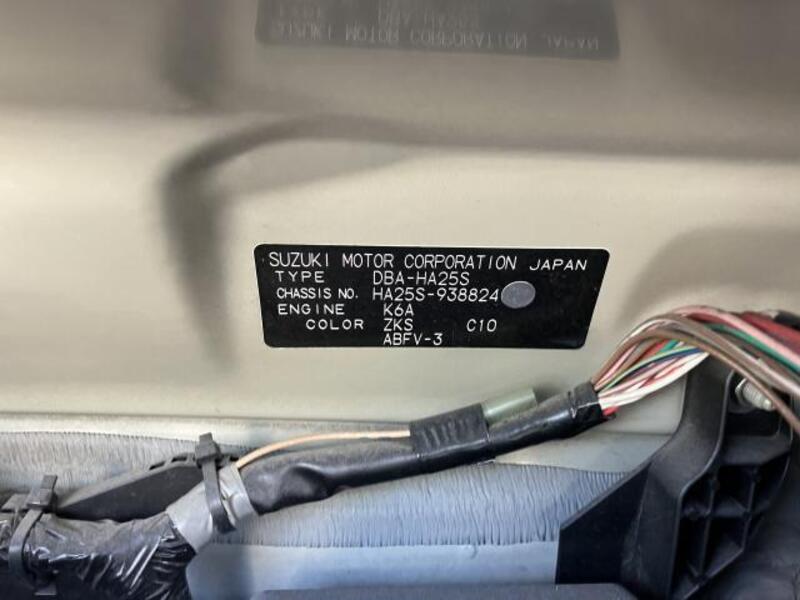 SUZUKI MOTOR CORPORATION JAPAN
TYPE DBA-HA25S
CHASSIS NO. HA25S-938824
ENGINE K6A
COLOR ZKS C10
ABFV-3